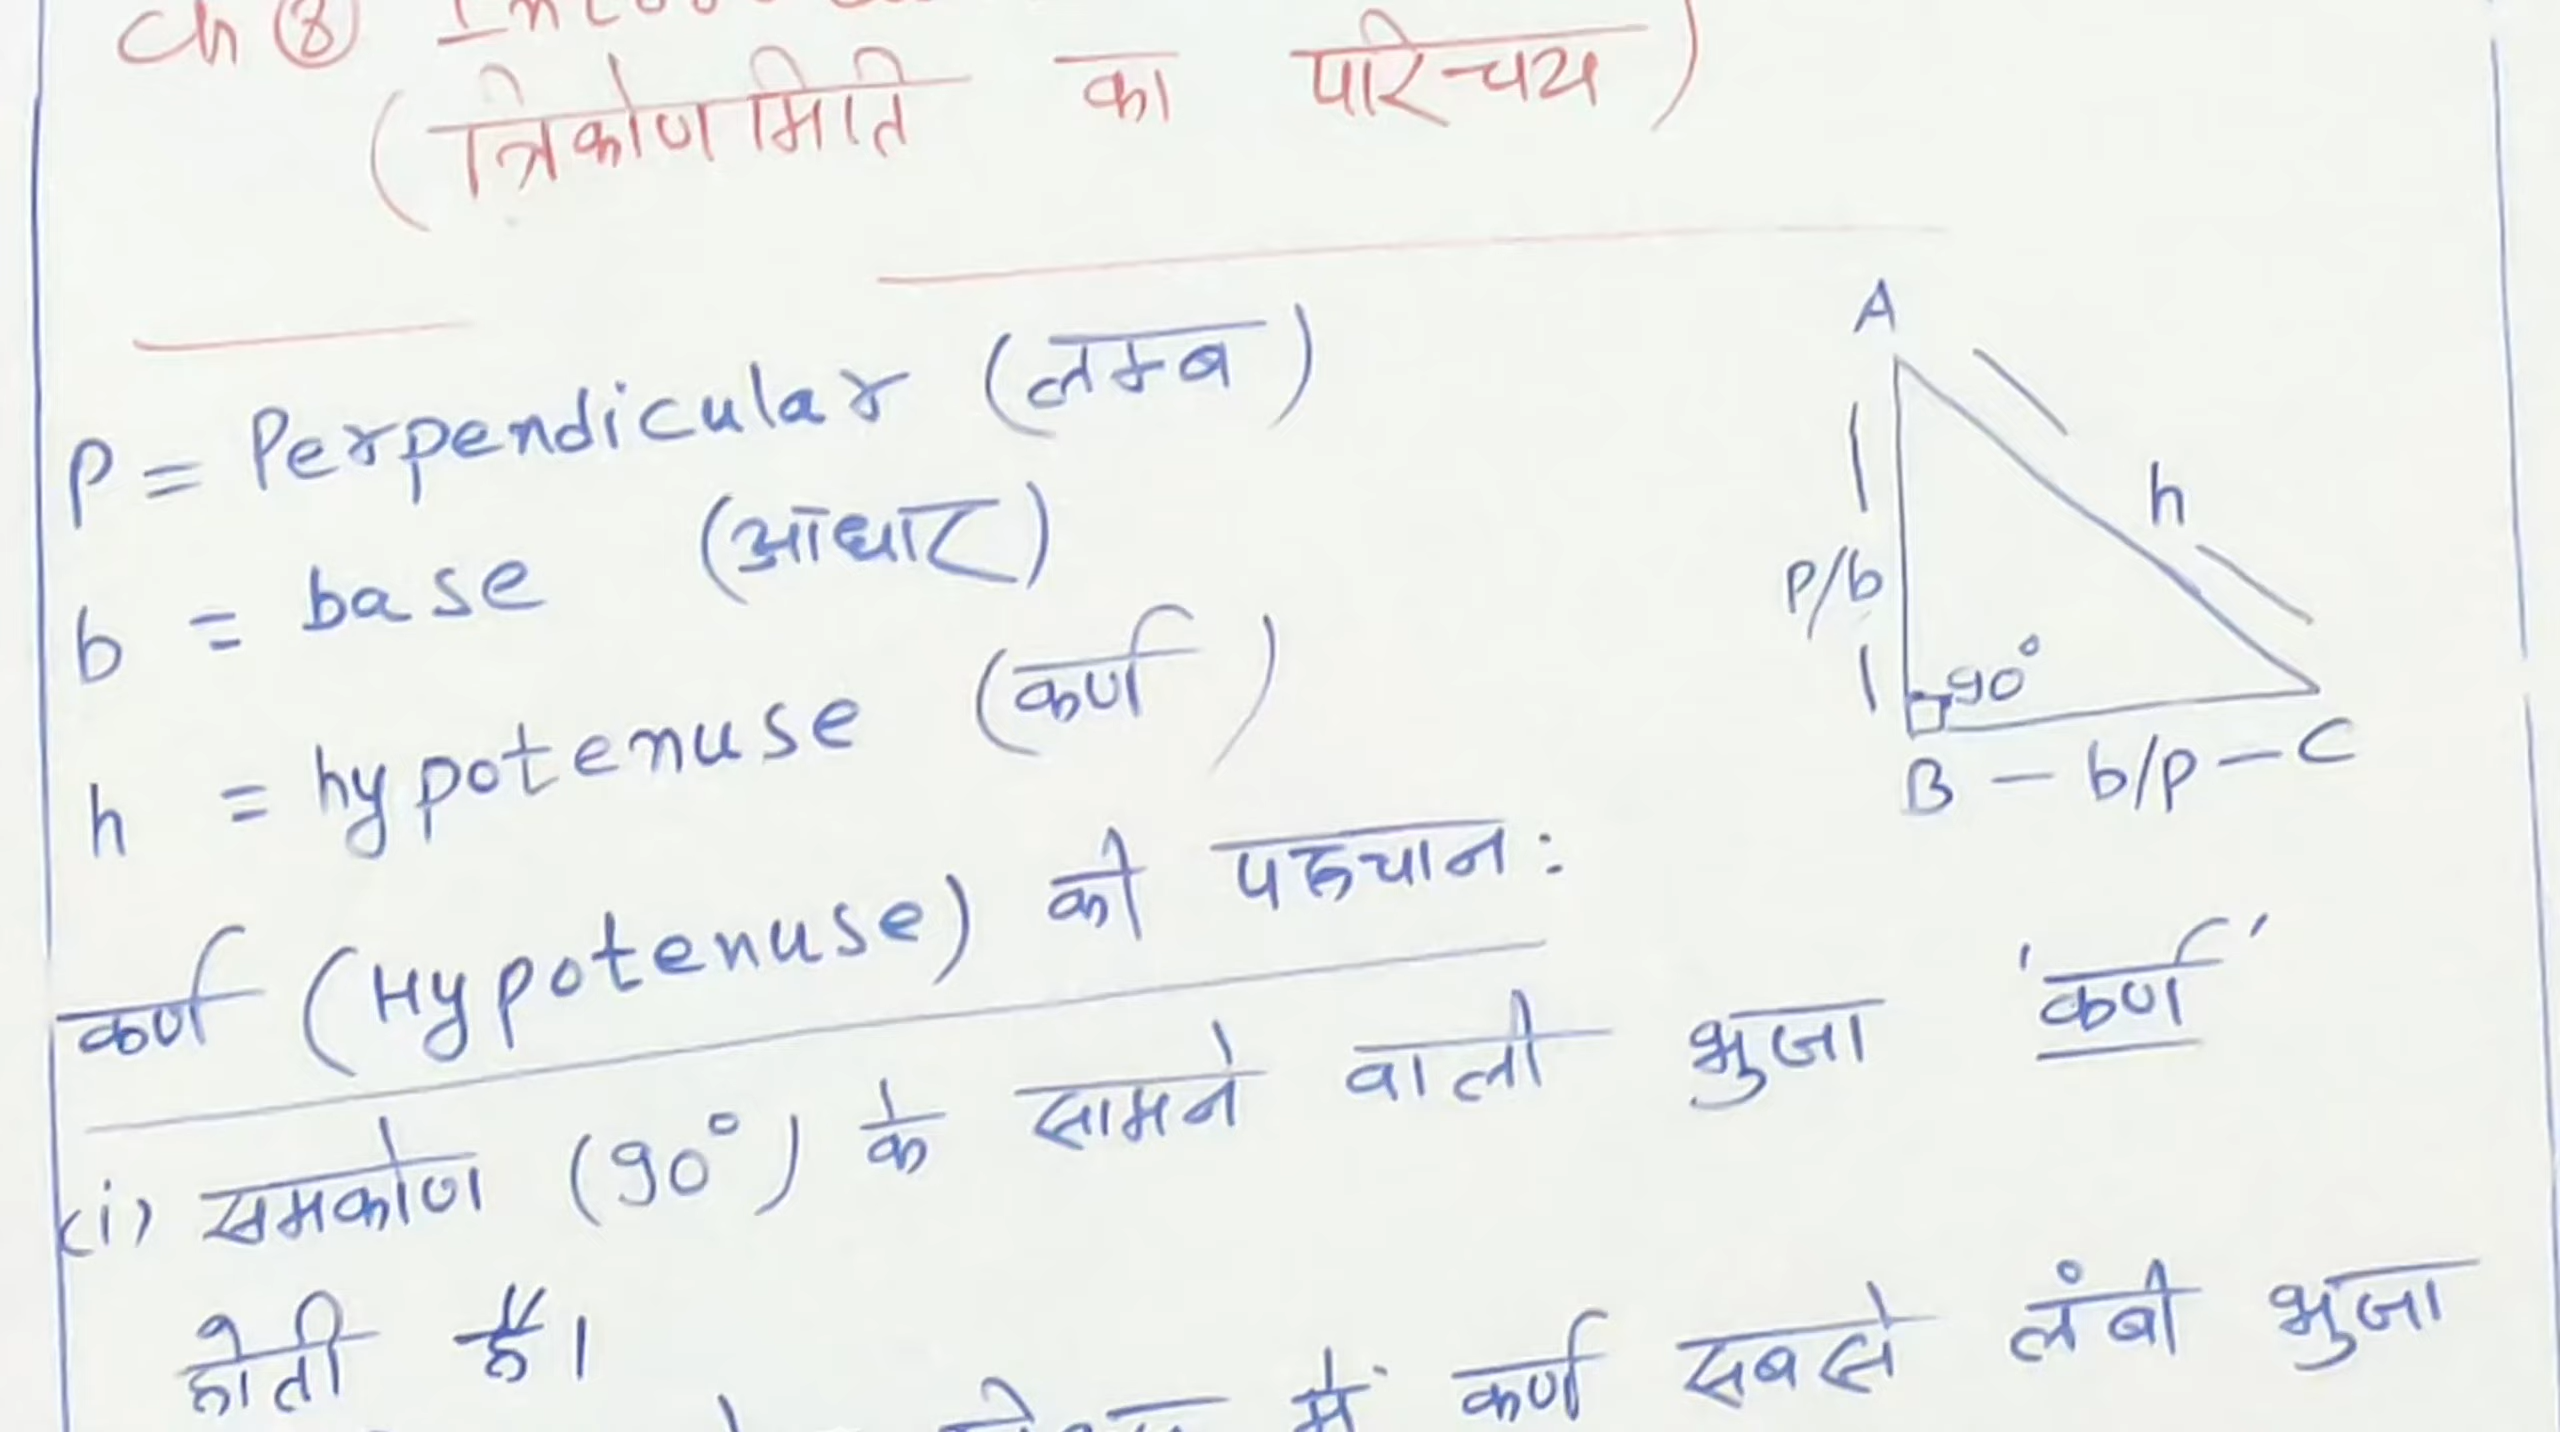 Ch ⑧
(त्रिकोणमिति का परिचय)
P = Perpendicular (लम्ब)
b = base (आधार)
h = hypotenuse (कर्ण)
A
h
P/b
90°
B - b/p - C
कर्ण (Hypotenuse) की पहचान:
(i) समकोण (90°) के सामने वाली भुजा 'कर्ण'
होती है।
में कर्ण सबसे लंबी भुजा